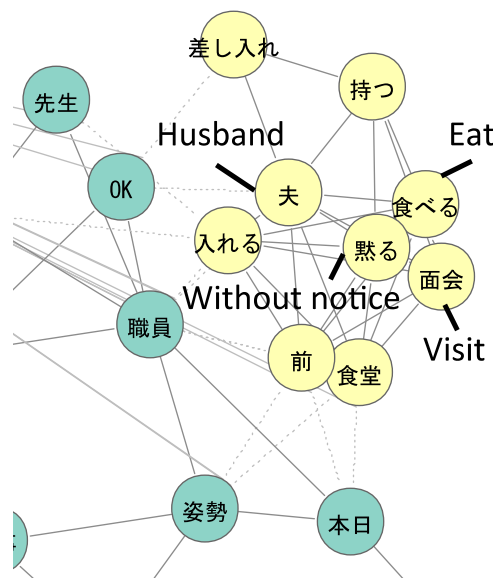 差し入れ
持つ
先生
Husband
Eat
OK
夫
食べる
入れる
黙る
面会
Without notice
職員
Visit
前
食堂
姿勢
本日